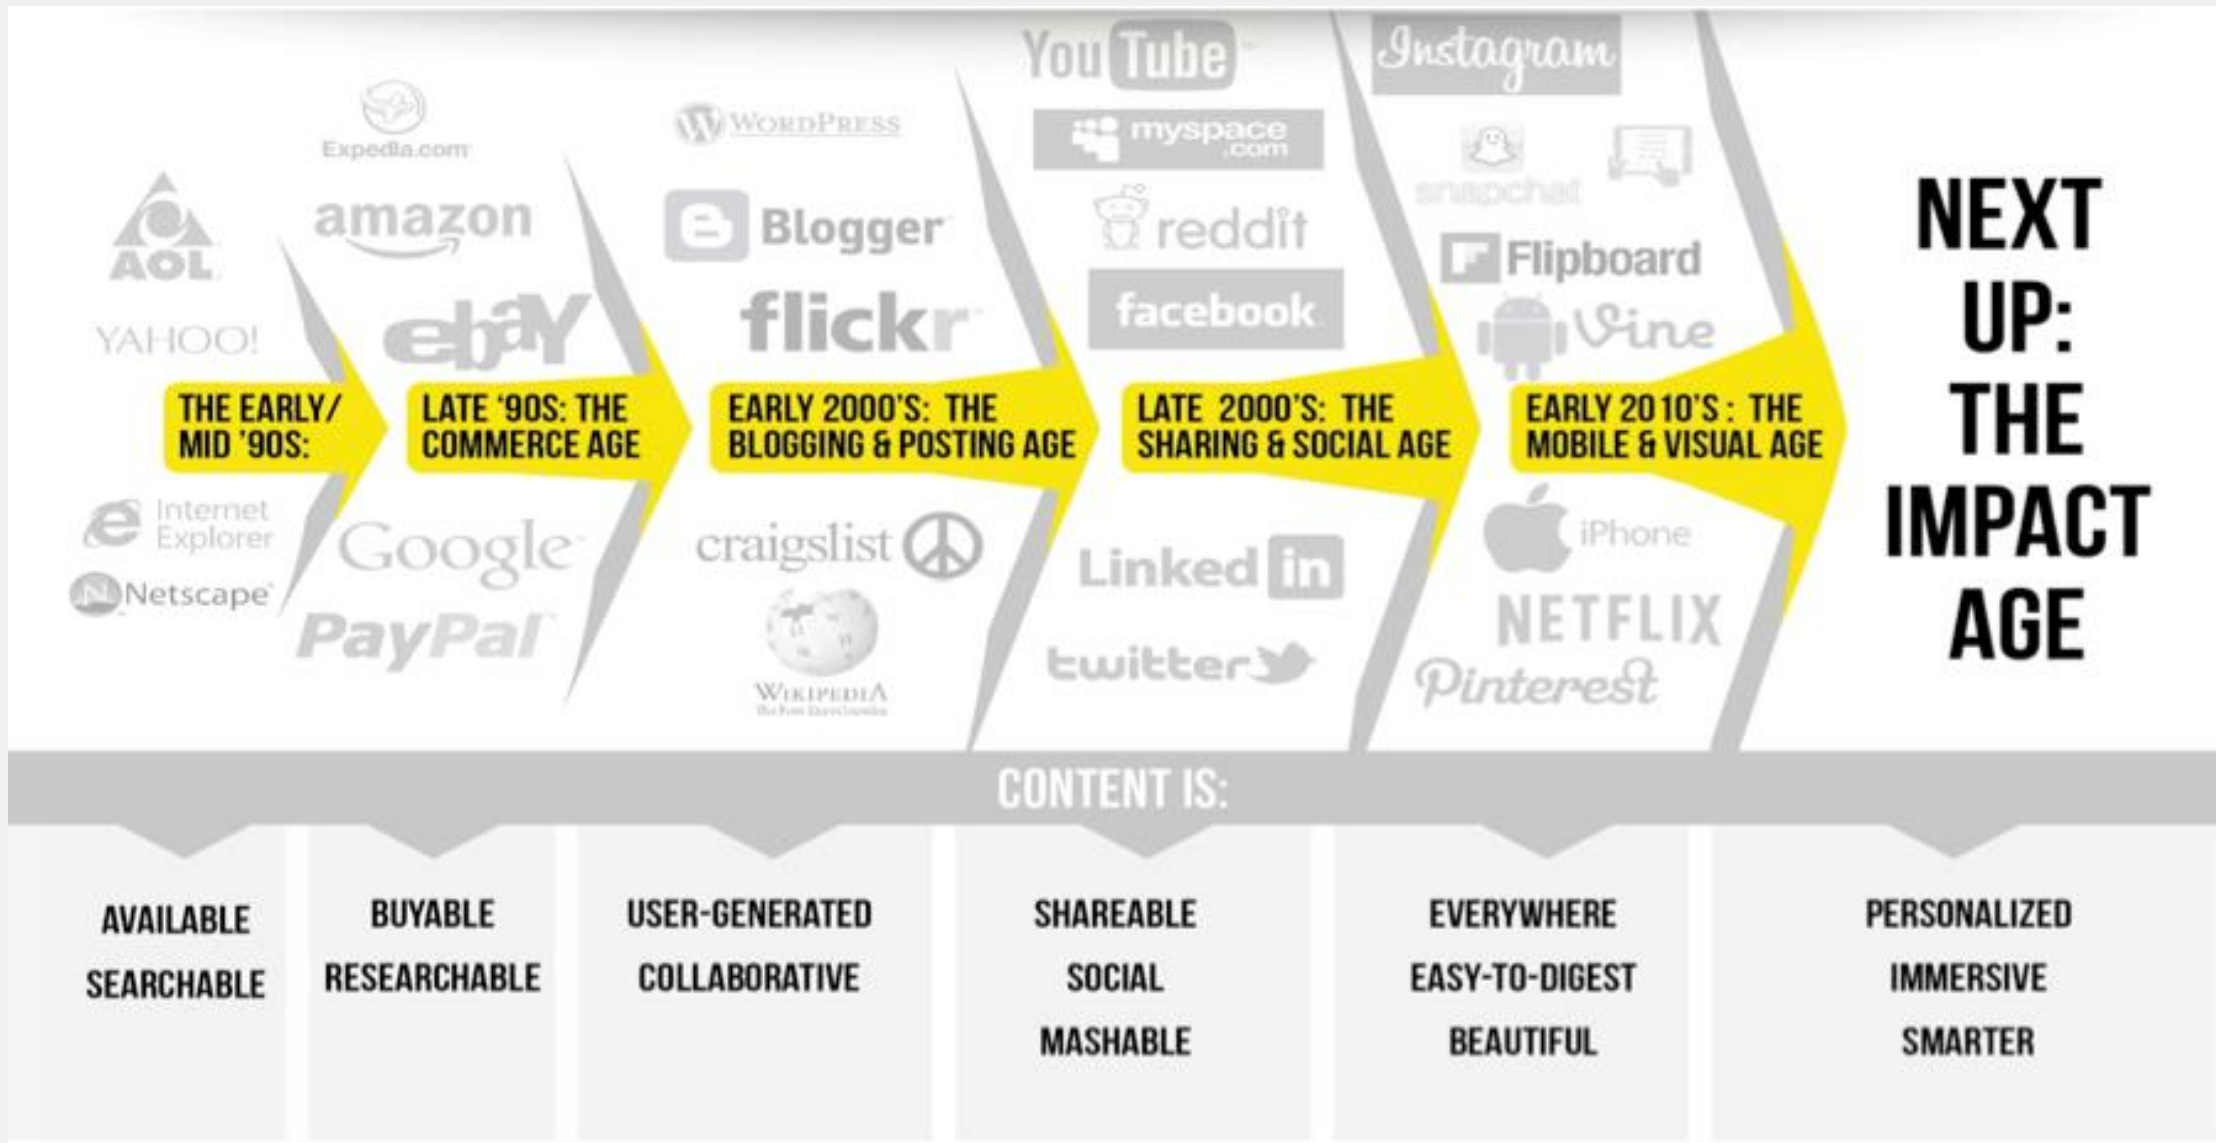 AOL
YAHOO!
THE EARLY/
MID '90S:
Internet
Explorer
Netscape
Expedia.com
amazon
ebaY
LATE '90S: THE
COMMERCE AGE
Google
PayPal
WORDPRESS
Blogger
flickr
EARLY 2000'S: THE
BLOGGING & POSTING AGE
craigslist
WIKIPEDIA
You Tube
myspace
.com
reddit
facebook
LATE 2000'S: THE
SHARING & SOCIAL AGE
Linked in
twitter
Instagram
snapchat
Flipboard
Vine
EARLY 2010'S: THE
MOBILE & VISUAL AGE
iPhone
NETFLIX
Pinterest
NEXT
UP:
THE
IMPACT
AGE
CONTENT IS:
AVAILABLE
SEARCHABLE
BUYABLE
RESEARCHABLE
USER-GENERATED
COLLABORATIVE
SHAREABLE
SOCIAL
MASHABLE
EVERYWHERE
EASY-TO-DIGEST
BEAUTIFUL
PERSONALIZED
IMMERSIVE
SMARTER